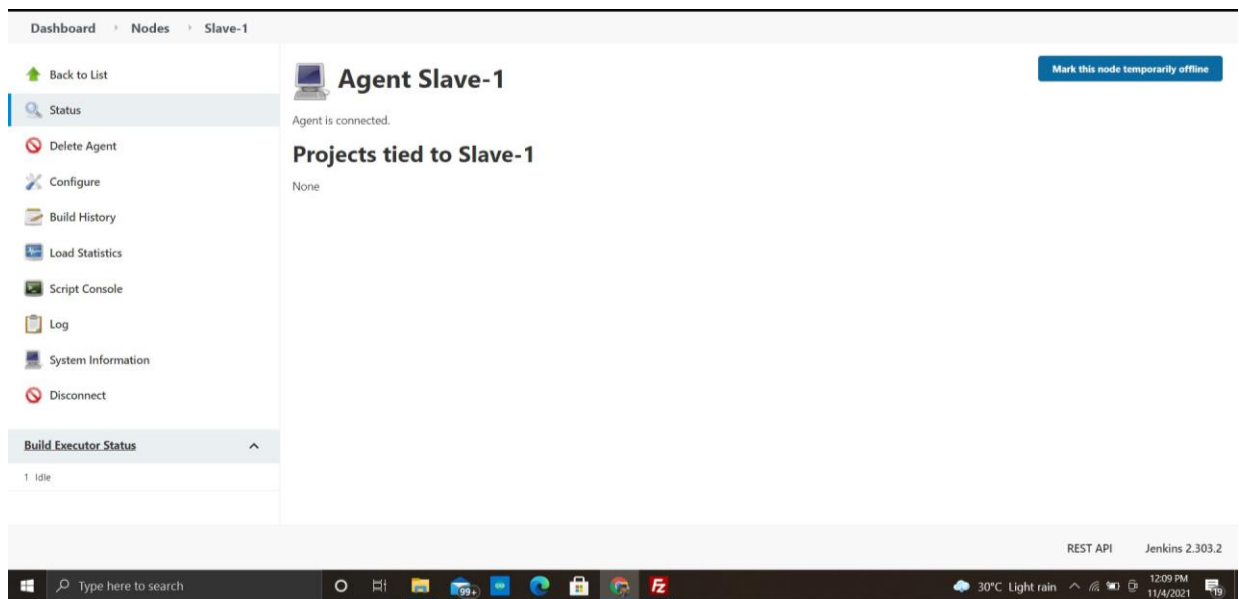 Dashboard Nodes Slave-1
Back to List
Status
Delete Agent
Configure
Build History
Load Statistics
Script Console
Log
System Information
Disconnect
Build Executor Status
1 Idle
Agent Slave-1
Mark this node temporarily offline
Agent is connected.
Projects tied to Slave-1
None
REST API Jenkins 2.303.2
Type here to search
99+
Fz
30°C Light rain
12:09 PM
11/4/2021
19